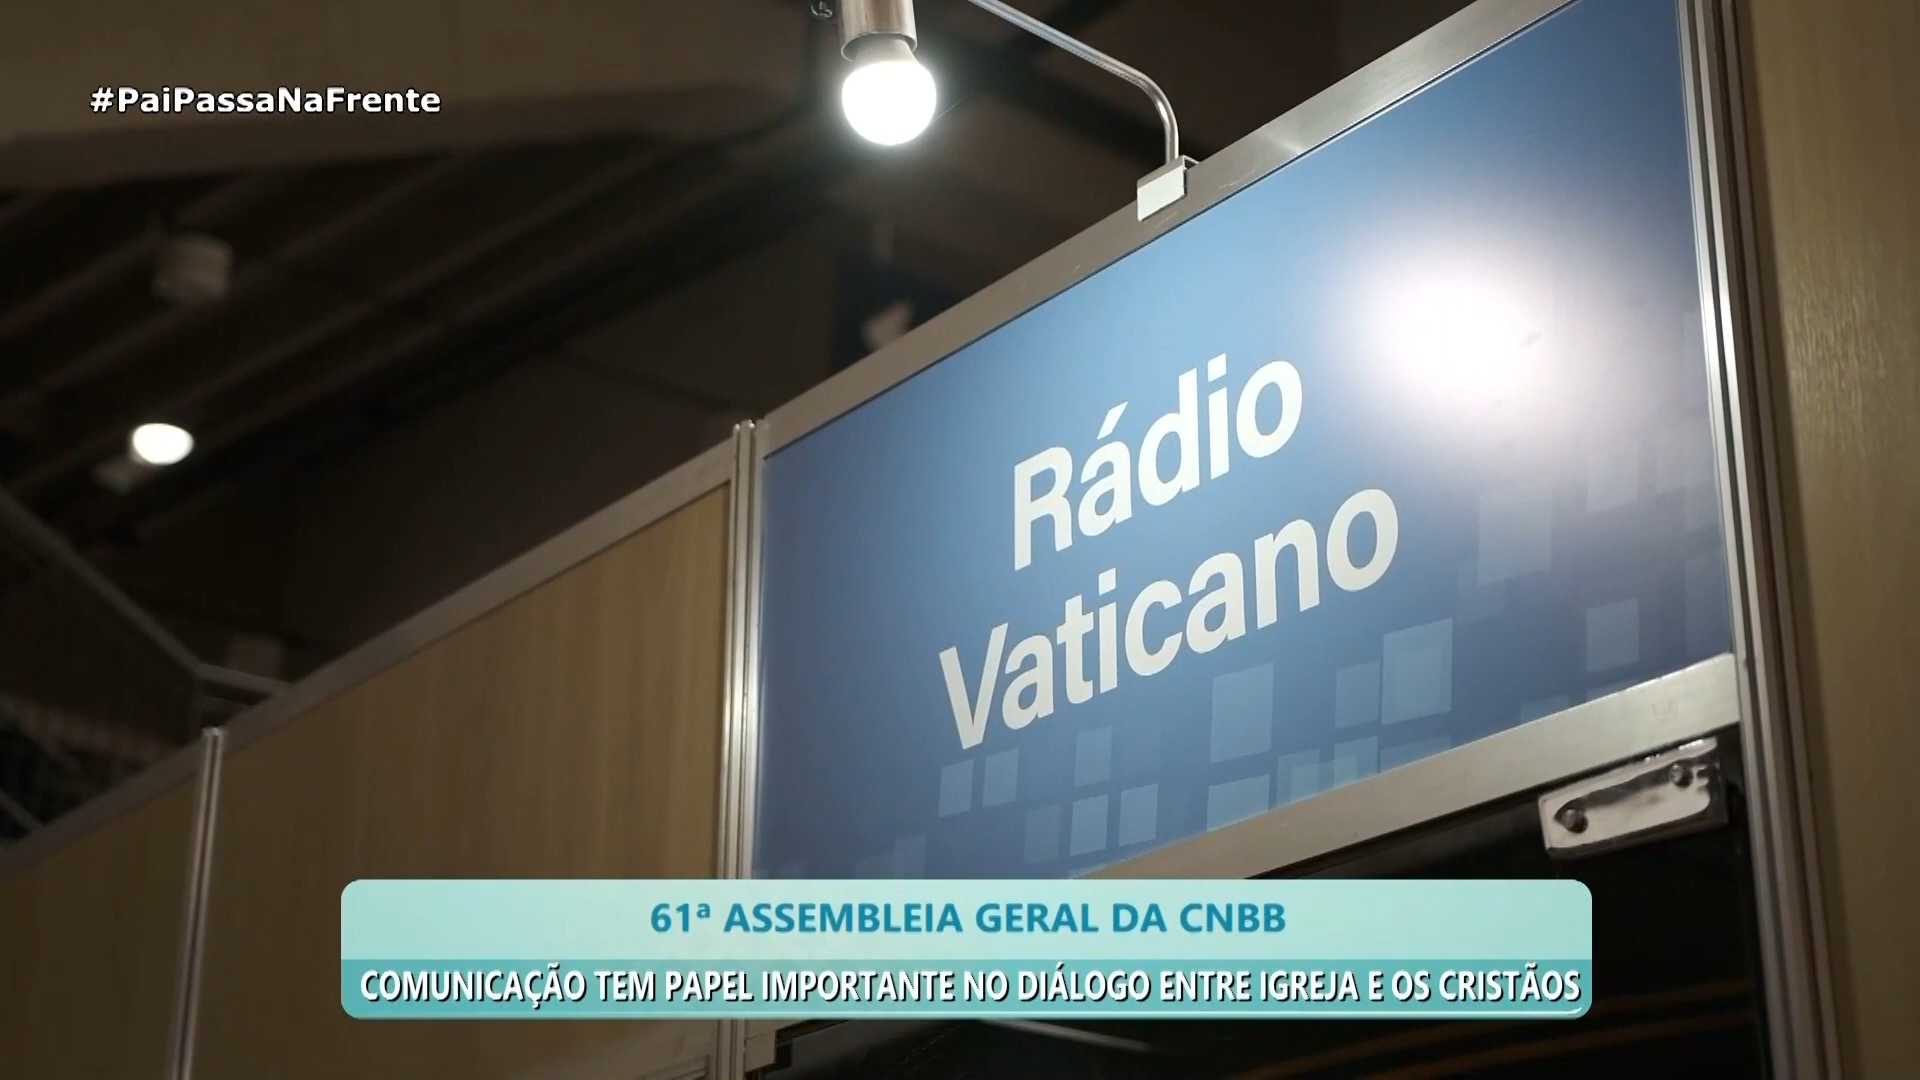 #PaiPassaNaFrente
Rádio
Vaticano
61ª ASSEMBLEIA GERAL DA CNBB
COMUNICAÇÃO TEM PAPEL IMPORTANTE NO DIÁLOGO ENTRE IGREJA E OS CRISTÃOS